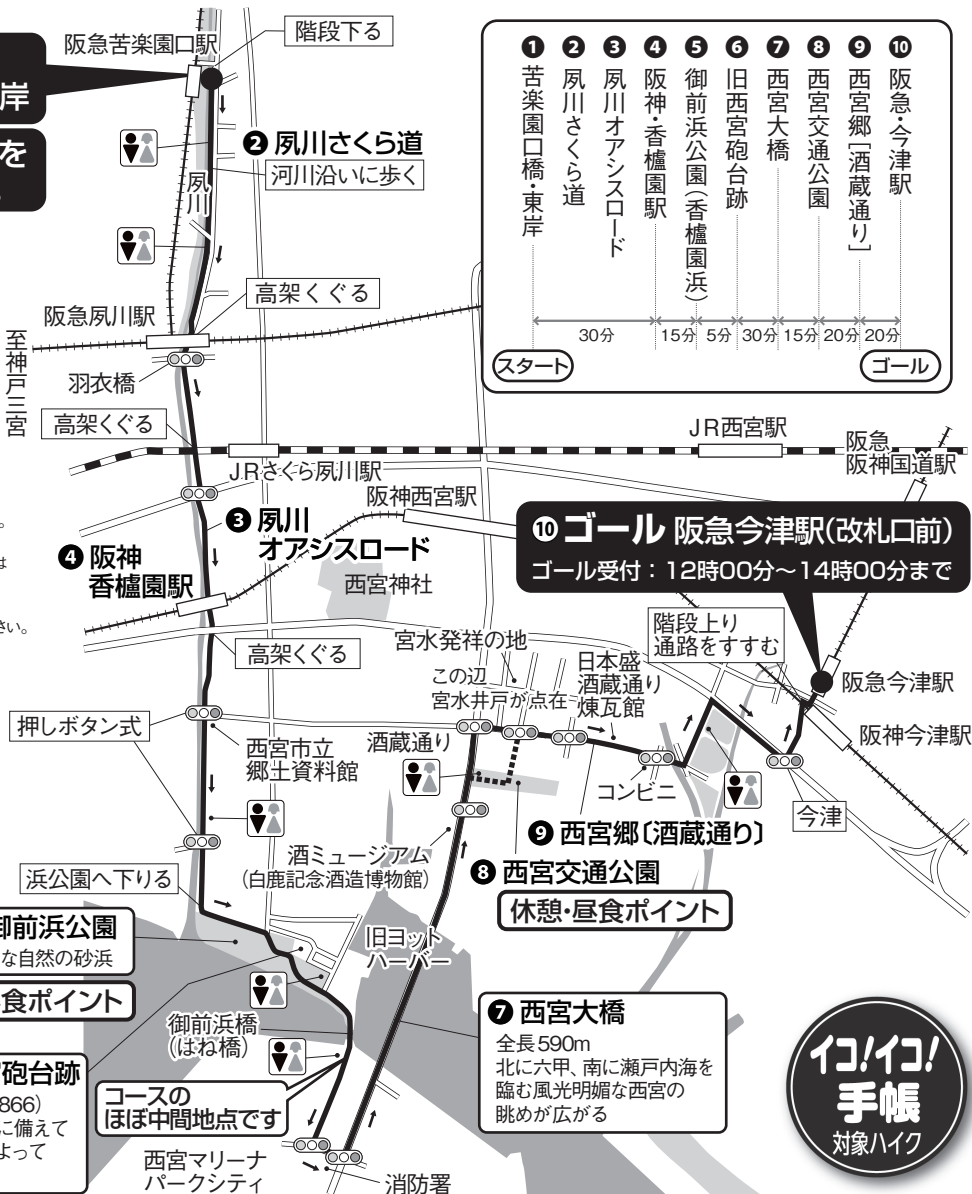 岸
を
阪急苦楽園口駅
階段下る
❷ 夙川さくら道
河川沿いに歩く
夙川
阪急夙川駅
高架くぐる
至神戸三宮
羽衣橋
高架くぐる
❶ 苦楽園口橋・東岸
❷ 夙川さくら道
❸ 夙川オアシスロード
❹ 阪神・香櫨園駅
❺ 御前浜公園(香櫨園浜)
❻ 旧西宮砲台跡
❼ 西宮大橋
❽ 西宮交通公園
❾ 西宮郷[酒蔵通り]
❿ 阪急・今津駅
30分
15分
5分
30分
15分
20分
20分
スタート
ゴール
JRさくら夙川駅
JR西宮駅
阪急
阪神国道駅
阪神西宮駅
❸ 夙川
オアシスロード
❹ 阪神
香櫨園駅
西宮神社
。
は
さい。
❿ ゴール 阪急今津駅(改札口前)
ゴール受付：12時00分～14時00分まで
高架くぐる
宮水発祥の地
この辺
宮水井戸が点在
日本盛
酒蔵通り
煉瓦館
階段上り
通路をすすむ
阪急今津駅
阪神今津駅
押しボタン式
西宮市立
郷土資料館
酒蔵通り
コンビニ
今津
❾ 西宮郷〔酒蔵通り〕
❽ 西宮交通公園
休憩・昼食ポイント
酒ミュージアム
(白鹿記念酒造博物館)
浜公園へ下りる
御前浜公園
な自然の砂浜
食ポイント
旧ヨット
ハーバー
御前浜橋
(はね橋)
砲台跡
866)
に備えて
よって
コースの
ほぼ中間地点です
❼ 西宮大橋
全長590m
北に六甲、南に瀬戸内海を
臨む風光明媚な西宮の
眺めが広がる
西宮マリーナ
パークシティ
消防署
イコ!イコ!
手帳
対象ハイク